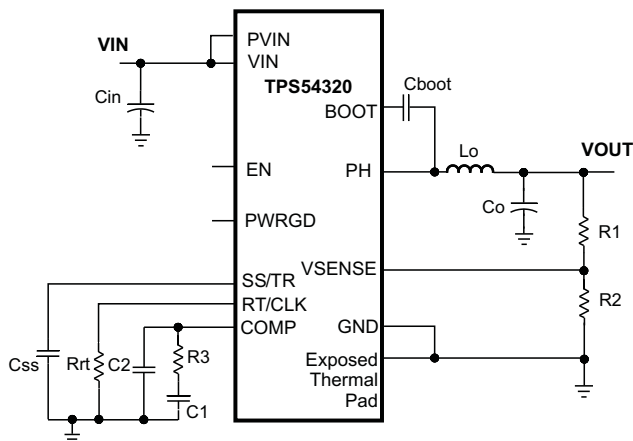 VIN
PVIN
VIN
TPS54320
Cboot
Cin
BOOT
Lo
VOUT
EN
PH
Co
R1
PWRGD
VSENSE
SS/TR
R2
RT/CLK
COMP
GND
Css
Rrt
C2
R3
Exposed
Thermal
Pad
C1